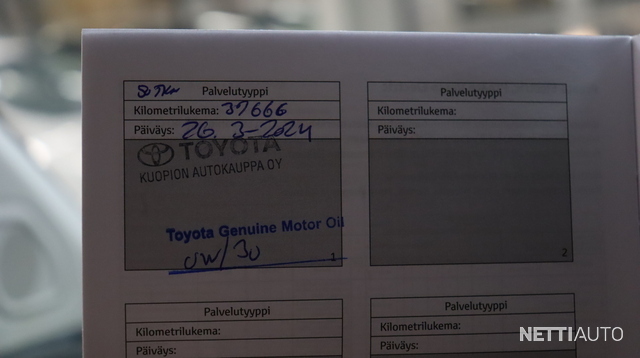 Palvelutyyppi
Kilometrilukema: 37666
Päiväys: 26.3-2024
TOYOTA
KUOPION AUTOKAUPPA OY
Toyota Genuine Motor Oil
0W/30
1
Palvelutyyppi
Kilometrilukema:
Päiväys:
2
Palvelutyyppi
Kilometrilukema:
Päiväys:
Palvelutyyppi
Kilometrilukema:
Päiväys:
NETTIAUTO